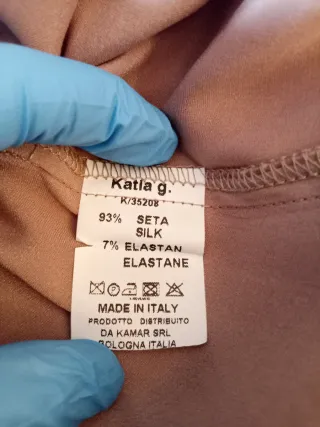 Katia g.
K/35208
93% SETA
SILK
7% ELASTAN
ELASTANE
MADE IN ITALY
PRODOTTO DISTRIBUITO
DA KAMAR SRL
BOLOGNA ITALIA